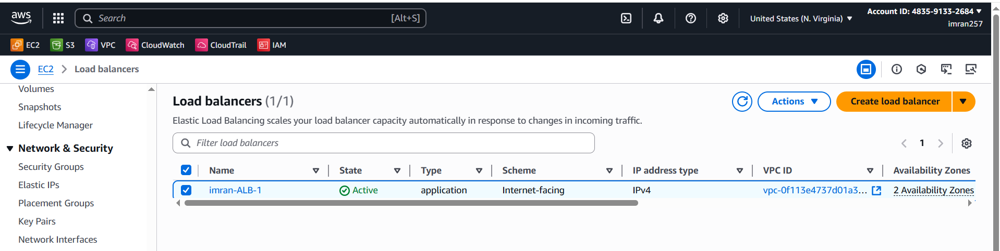 aws Search [Alt+S] United States (N. Virginia) ▼ Account ID: 4835-9133-2684 ▼
imran257
EC2 S3 VPC CloudWatch CloudTrail IAM
EC2 > Load balancers
Volumes
Snapshots
Lifecycle Manager
Network & Security
Security Groups
Elastic IPs
Placement Groups
Key Pairs
Network Interfaces
Load balancers (1/1) Actions Create load balancer
Elastic Load Balancing scales your load balancer capacity automatically in response to changes in incoming traffic.
Filter load balancers 1
Name State Type Scheme IP address type VPC ID Availability Zones
imran-ALB-1 Active application Internet-facing IPv4 vpc-0f113e4737d01a3... 2 Availability Zones